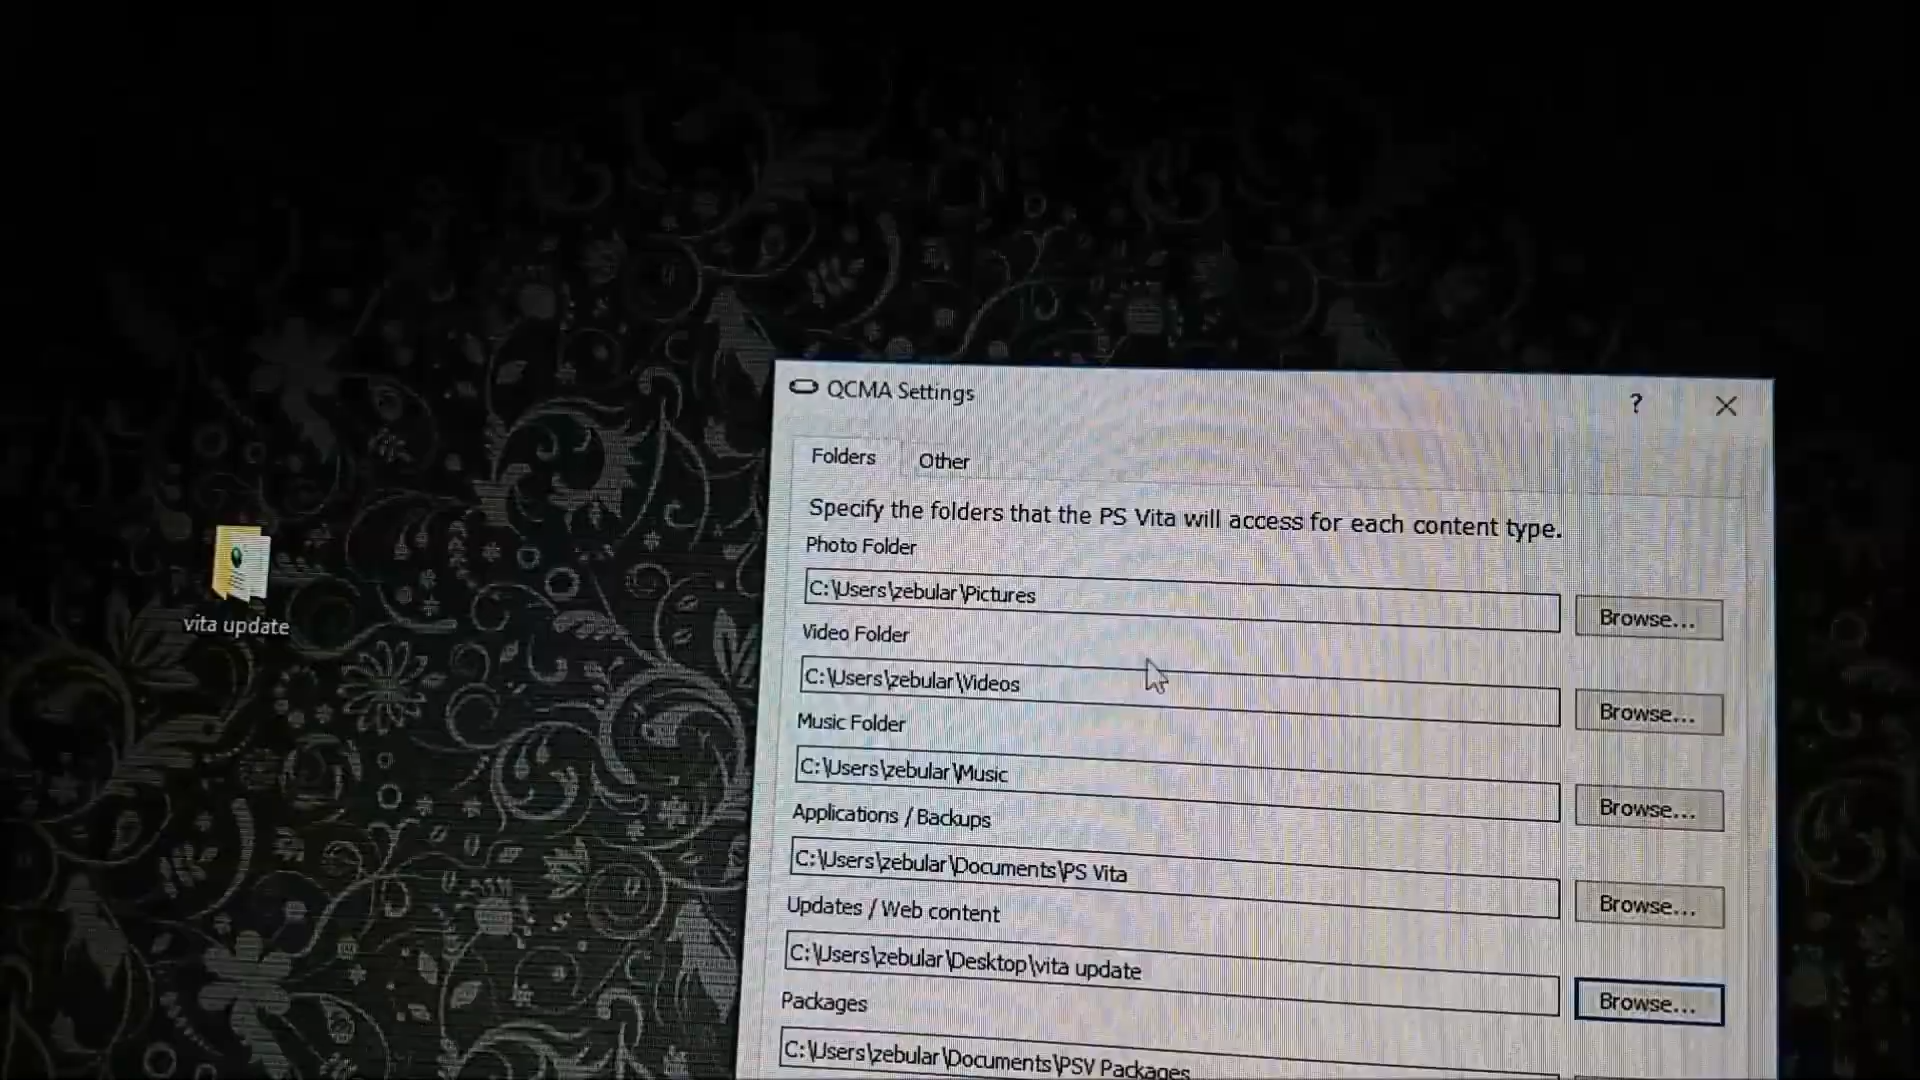 QCMA Settings
?
Folders
Other
Specify the folders that the PS Vita will access for each content type.
Photo Folder
C:\Users\zebular\Pictures
Browse...
Video Folder
C:\Users\zebular\Videos
Browse...
Music Folder
C:\Users\zebular\Music
Browse...
Applications / Backups
C:\Users\zebular\Documents\PS Vita
Browse...
Updates / Web content
C:\Users\zebular\Desktop\vita update
Browse...
Packages
C:\Users\zebular\Documents\PSV Packages
vita update